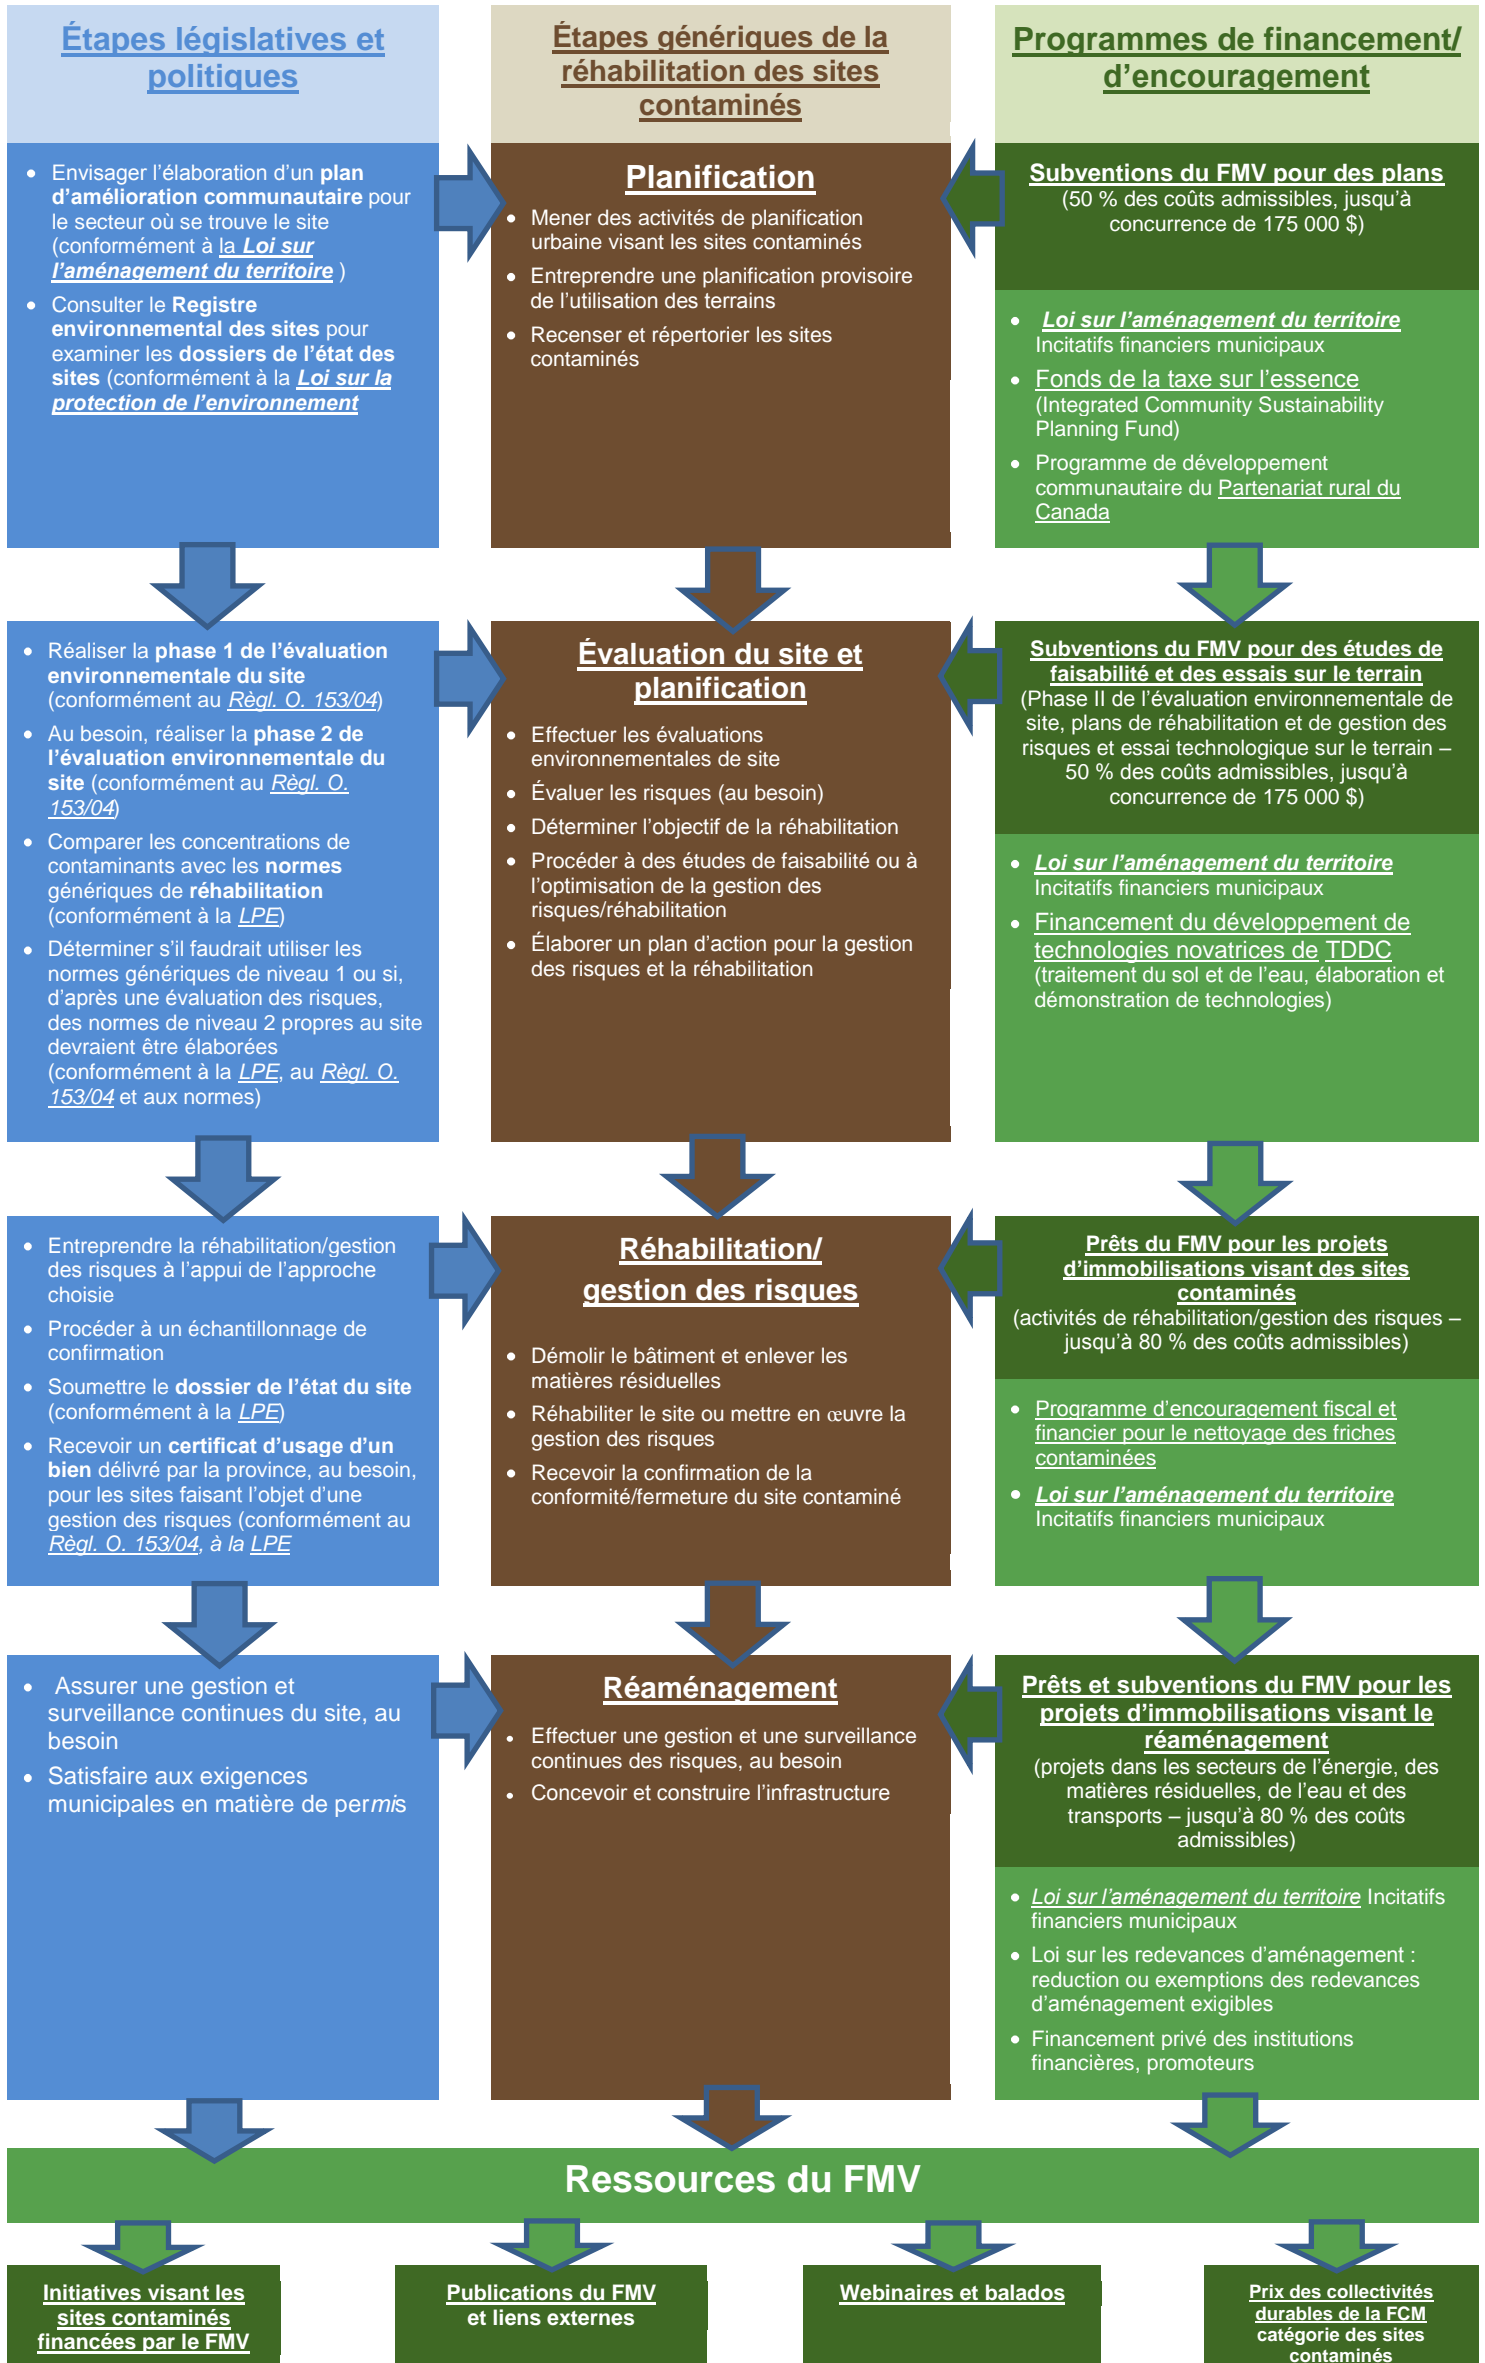 Étapes législatives et
politiques
Étapes génériques de la
réhabilitation des sites
contaminés
Programmes de financement/
d’encouragement
• Envisager l’élaboration d’un plan
d’amélioration communautaire pour
le secteur où se trouve le site
(conformément à la Loi sur
l’aménagement du territoire )
• Consulter le Registre
environnemental des sites pour
examiner les dossiers de l’état des
sites (conformément à la Loi sur la
protection de l’environnement
Planification
• Mener des activités de planification
urbaine visant les sites contaminés
• Entreprendre une planification provisoire
de l’utilisation des terrains
• Recenser et répertorier les sites
contaminés
Subventions du FMV pour des plans
(50 % des coûts admissibles, jusqu’à
concurrence de 175 000 $)
• Loi sur l’aménagement du territoire
Incitatifs financiers municipaux
• Fonds de la taxe sur l’essence
(Integrated Community Sustainability
Planning Fund)
• Programme de développement
communautaire du Partenariat rural du
Canada
• Réaliser la phase 1 de l’évaluation
environnementale du site
(conformément au Règl. O. 153/04)
• Au besoin, réaliser la phase 2 de
l’évaluation environnementale du
site (conformément au Règl. O.
153/04)
• Comparer les concentrations de
contaminants avec les normes
génériques de réhabilitation
(conformément à la LPE)
• Déterminer s’il faudrait utiliser les
normes génériques de niveau 1 ou si,
d’après une évaluation des risques,
des normes de niveau 2 propres au site
devraient être élaborées
(conformément à la LPE, au Règl. O.
153/04 et aux normes)
Évaluation du site et
planification
• Effectuer les évaluations
environnementales de site
• Évaluer les risques (au besoin)
• Déterminer l’objectif de la réhabilitation
• Procéder à des études de faisabilité ou à
l’optimisation de la gestion des
risques/réhabilitation
• Élaborer un plan d’action pour la gestion
des risques et la réhabilitation
Subventions du FMV pour des études de
faisabilité et des essais sur le terrain
(Phase II de l’évaluation environnementale de
site, plans de réhabilitation et de gestion des
risques et essai technologique sur le terrain –
50 % des coûts admissibles, jusqu’à
concurrence de 175 000 $)
• Loi sur l’aménagement du territoire
Incitatifs financiers municipaux
• Financement du développement de
technologies novatrices de TDDC
(traitement du sol et de l’eau, élaboration et
démonstration de technologies)
• Entreprendre la réhabilitation/gestion
des risques à l’appui de l’approche
choisie
• Procéder à un échantillonnage de
confirmation
• Soumettre le dossier de l’état du site
(conformément à la LPE)
• Recevoir un certificat d’usage d’un
bien délivré par la province, au besoin,
pour les sites faisant l’objet d’une
gestion des risques (conformément au
Règl. O. 153/04, à la LPE
Réhabilitation/
gestion des risques
• Démolir le bâtiment et enlever les
matières résiduelles
• Réhabiliter le site ou mettre en œuvre la
gestion des risques
• Recevoir la confirmation de la
conformité/fermeture du site contaminé
Prêts du FMV pour les projets
d’immobilisations visant des sites
contaminés
(activités de réhabilitation/gestion des risques –
jusqu’à 80 % des coûts admissibles)
• Programme d’encouragement fiscal et
financier pour le nettoyage des friches
contaminées
• Loi sur l’aménagement du territoire
Incitatifs financiers municipaux
• Assurer une gestion et
surveillance continues du site, au
besoin
• Satisfaire aux exigences
municipales en matière de permis
Réaménagement
• Effectuer une gestion et une surveillance
continues des risques, au besoin
• Concevoir et construire l’infrastructure
Prêts et subventions du FMV pour les
projets d’immobilisations visant le
réaménagement
(projets dans les secteurs de l’énergie, des
matières résiduelles, de l’eau et des
transports – jusqu’à 80 % des coûts
admissibles)
• Loi sur l’aménagement du territoire Incitatifs
financiers municipaux
• Loi sur les redevances d’aménagement :
reduction ou exemptions des redevances
d’aménagement exigibles
• Financement privé des institutions
financières, promoteurs
Ressources du FMV
Initiatives visant les
sites contaminés
financées par le FMV
Publications du FMV
et liens externes
Webinaires et balados
Prix des collectivités
durables de la FCM
catégorie des sites
contaminés